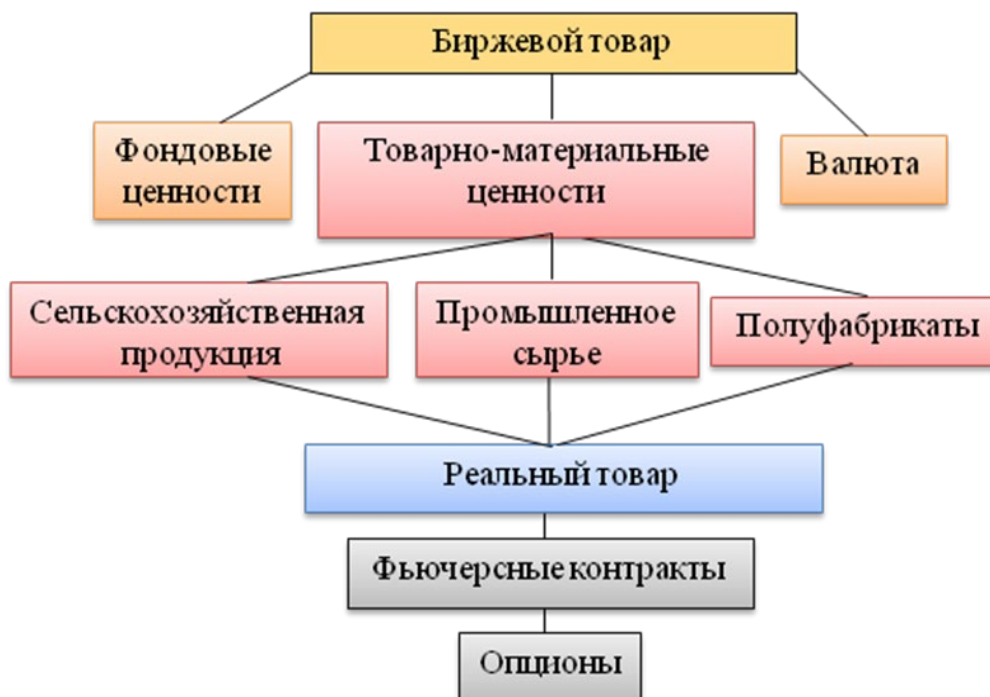 Биржевой товар
Фондовые
ценности
Товарно-материальные
ценности
Валюта
Сельскохозяйственная
продукция
Промышленное
сырье
Полуфабрикаты
Реальный товар
Фьючерсные контракты
Опционы